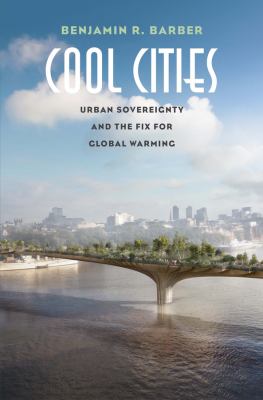 BENJAMIN R. BARBER
COOL CITIES
URBAN SOVEREIGNTY
AND THE FIX FOR
GLOBAL WARMING